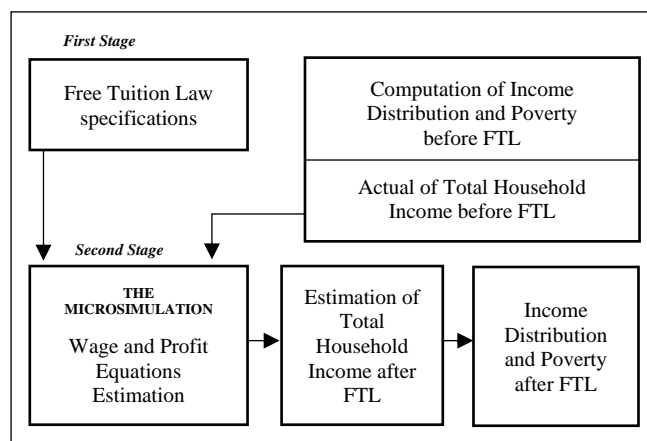 First Stage
Free Tuition Law
specifications
Computation of Income
Distribution and Poverty
before FTL
Actual of Total Household
Income before FTL
Second Stage
THE
MICROSIMULATION
Wage and Profit
Equations
Estimation
Estimation of
Total
Household
Income after
FTL
Income
Distribution
and Poverty
after FTL